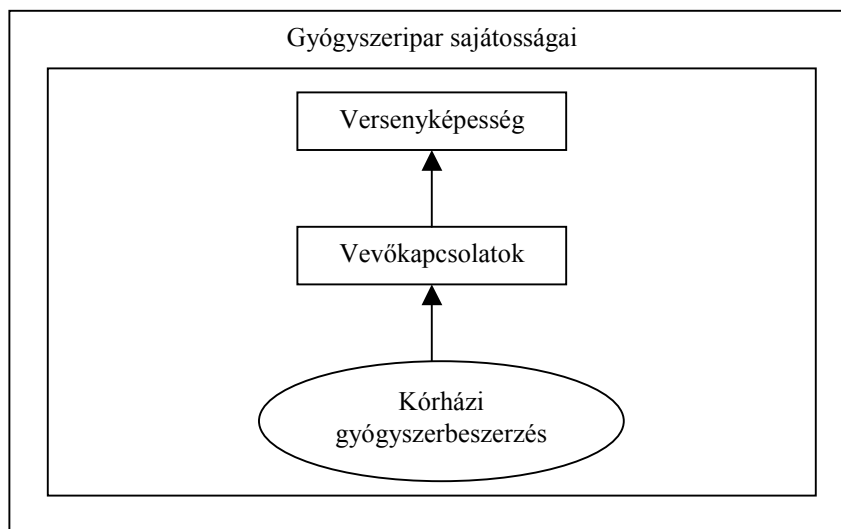 Gyógyszeripar sajátosságai
Versenyképesség
Vevőkapcsolatok
Kórházi
gyógyszerbeszerzés